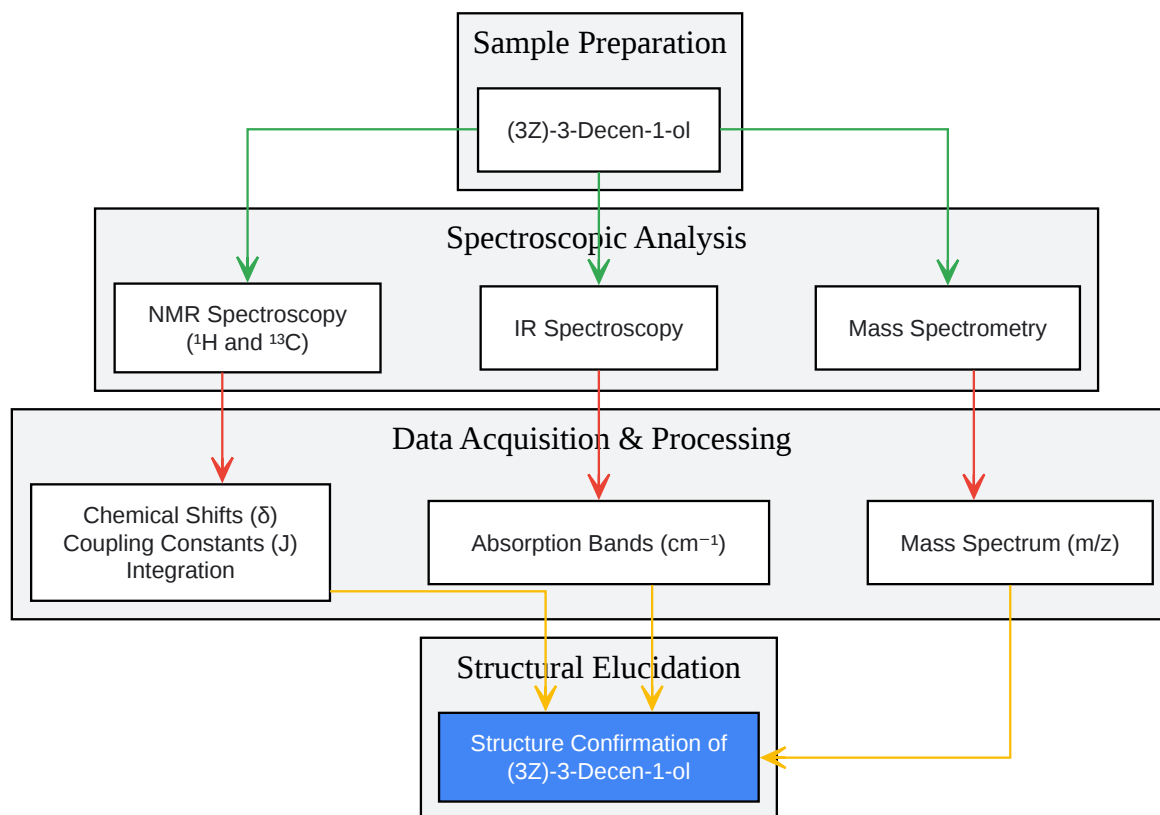 Sample Preparation
(3Z)-3-Decen-1-ol
Spectroscopic Analysis
NMR Spectroscopy
(¹H and ¹³C)
IR Spectroscopy
Mass Spectrometry
Data Acquisition & Processing
Chemical Shifts (δ)
Coupling Constants (J)
Integration
Absorption Bands (cm⁻¹)
Mass Spectrum (m/z)
Structural Elucidation
Structure Confirmation of
(3Z)-3-Decen-1-ol